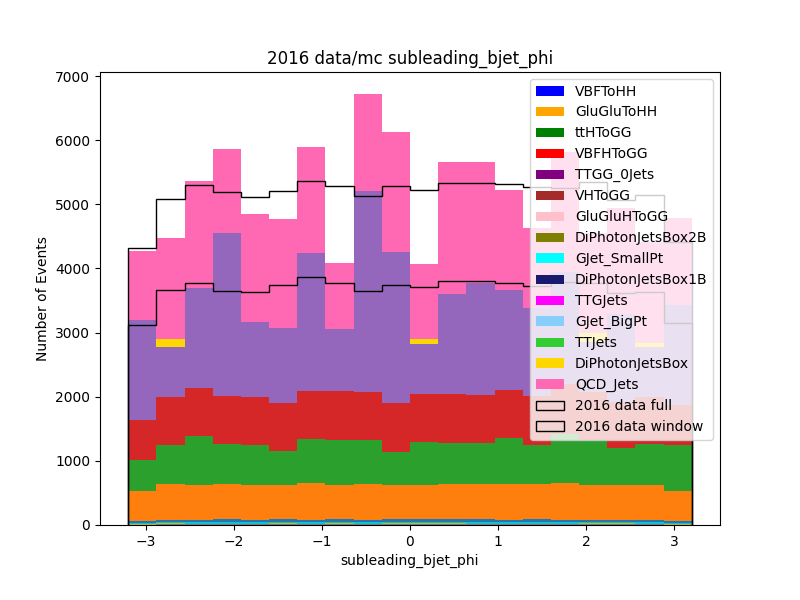 2016 data/mc subleading_bjet_phi
Number of Events
7000
6000
5000
4000
3000
2000
1000
0
VBFToHH
GluGluToHH
ttHToGG
VBFHToGG
TTGG_0Jets
VHToGG
GluGluHToGG
DiPhotonJetsBox2B
GJet_SmallPt
DiPhotonJetsBox1B
TTGJets
GJet_BigPt
TTJets
DiPhotonJetsBox
QCD_Jets
2016 data full
2016 data window
−3 −2 −1 0 1 2 3
subleading_bjet_phi